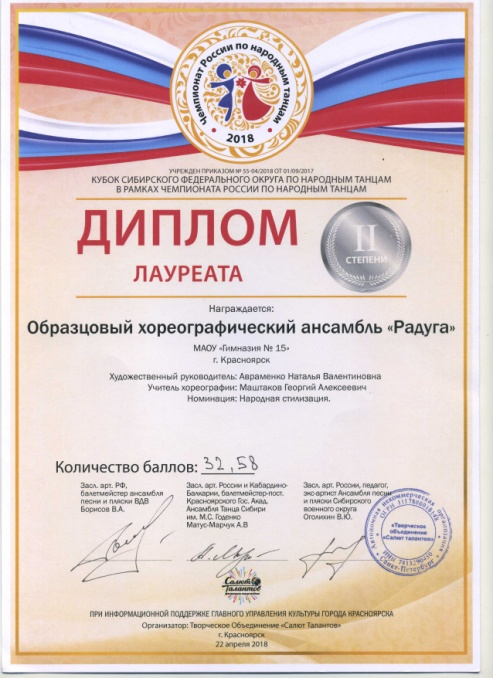 Чемпионат России по народным танцам
2018
УЧРЕЖДЕН ПРИКАЗОМ № 55-04/2018 ОТ 01/09/2017
КУБОК СИБИРСКОГО ФЕДЕРАЛЬНОГО ОКРУГА ПО НАРОДНЫМ ТАНЦАМ
В РАМКАХ ЧЕМПИОНАТА РОССИИ ПО НАРОДНЫМ ТАНЦАМ
ДИПЛОМ
ЛАУРЕАТА
II
СТЕПЕНИ
Награждается:
Образцовый хореографический ансамбль «Радуга»
МАОУ «Гимназия № 15»
г. Красноярск
Художественный руководитель: Авраменко Наталья Валентиновна
Учитель хореографии: Маштаков Георгий Алексеевич
Номинация: Народная стилизация.
Количество баллов: 32,58
Засл. арт. РФ,
балетмейстер ансамбля
песни и пляски ВДВ
Борисов В.А.
Засл. арт. России и Кабардино-
Балкарии, балетмейстер-пост.
Красноярского Гос. Акад.
Ансамбля Танца Сибири
им. М.С. Годенко
Матус-Марчук А.В
Засл. арт. России, педагог,
экс-артист Ансамбля песни
и пляски Сибирского
военного округа
Оголихин В.Ю.
Автономная некоммерческая организация
«Творческое
объединение
«Салют талантов»
Санкт-Петербург
Салют
Талантов
ПРИ ИНФОРМАЦИОННОЙ ПОДДЕРЖКЕ ГЛАВНОГО УПРАВЛЕНИЯ КУЛЬТУРЫ ГОРОДА КРАСНОЯРСКА
Организатор: Творческое Объединение «Салют Талантов»
г. Красноярск
22 апреля 2018